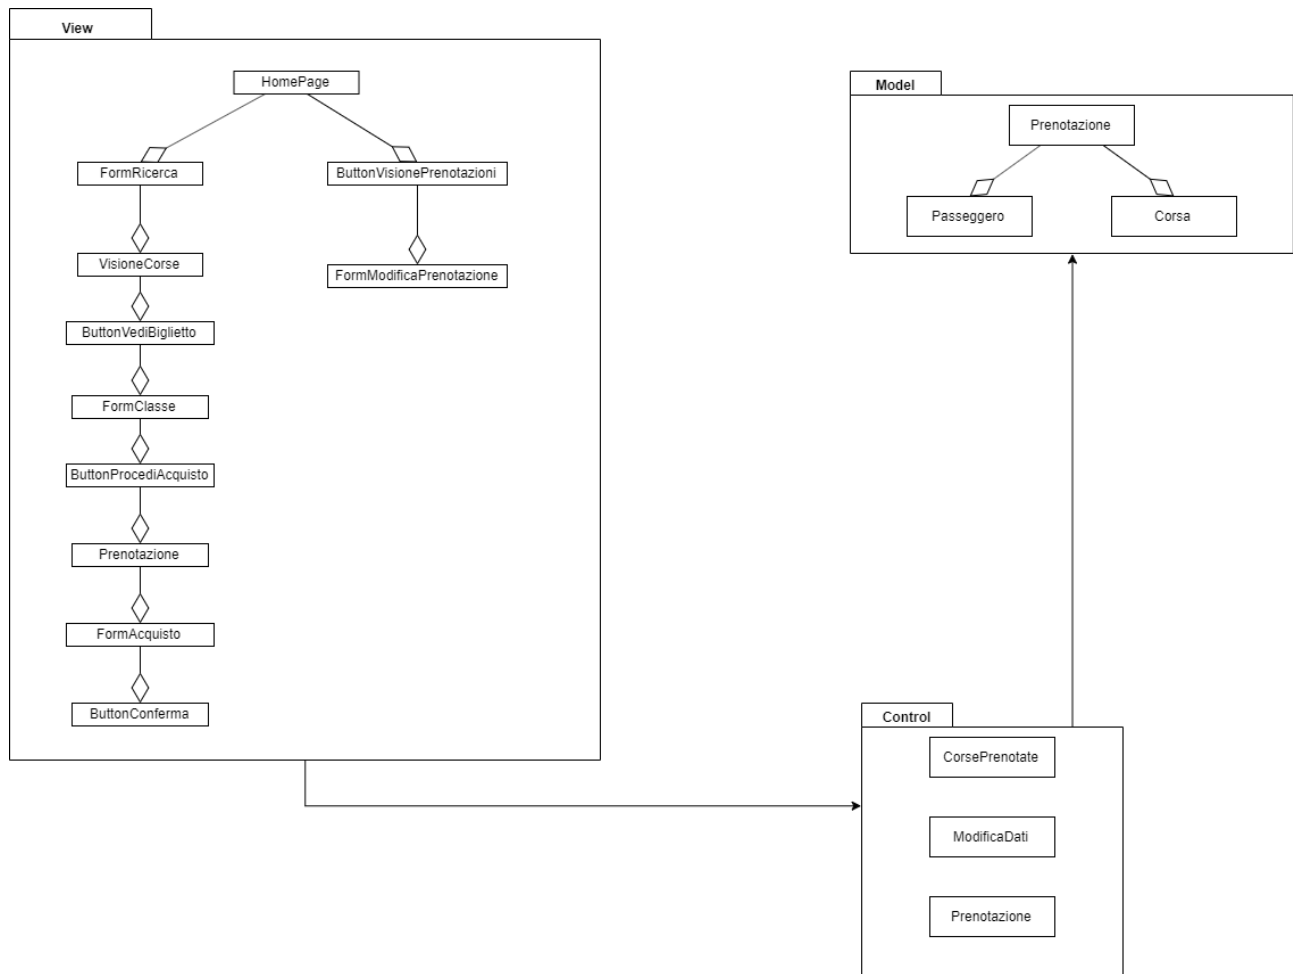 View
HomePage
FormRicerca
ButtonVisionePrenotazioni
VisioneCorse
FormModificaPrenotazione
ButtonVediBiglietto
FormClasse
ButtonProcediAcquisto
Prenotazione
FormAcquisto
ButtonConferma
Model
Prenotazione
Passeggero
Corsa
Control
CorsePrenotate
ModificaDati
Prenotazione